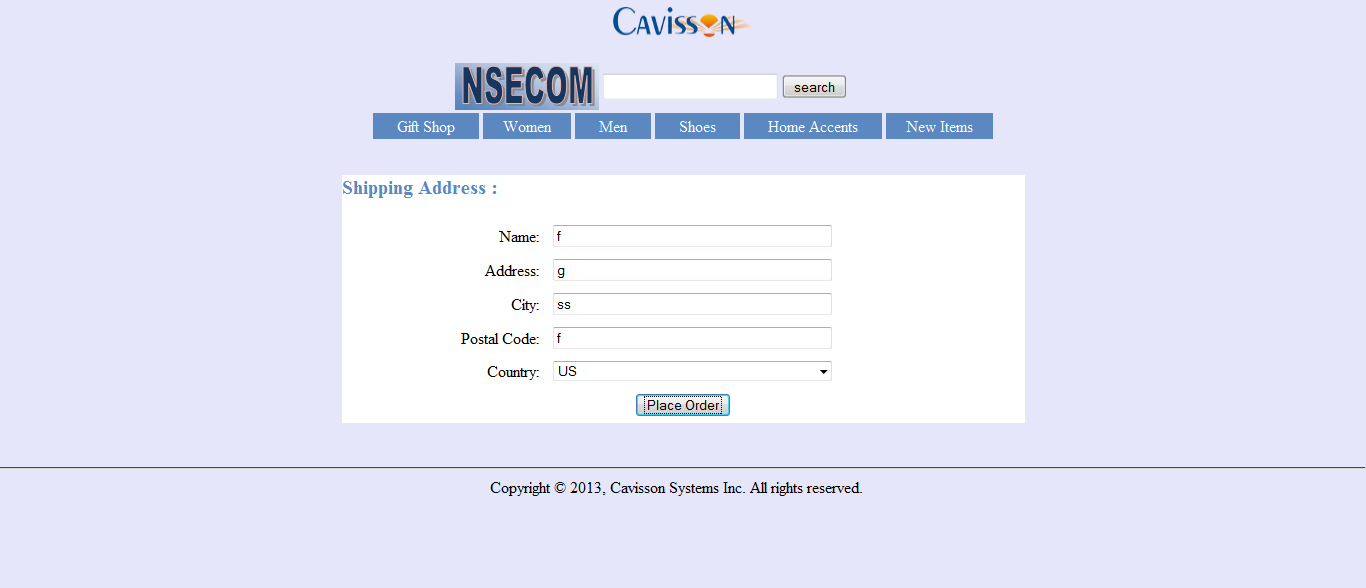 CAVISSON
NSECOM search
Gift Shop Women Men Shoes Home Accents New Items
Shipping Address :
Name: f
Address: g
City: ss
Postal Code: f
Country: US
Place Order
Copyright © 2013, Cavisson Systems Inc. All rights reserved.